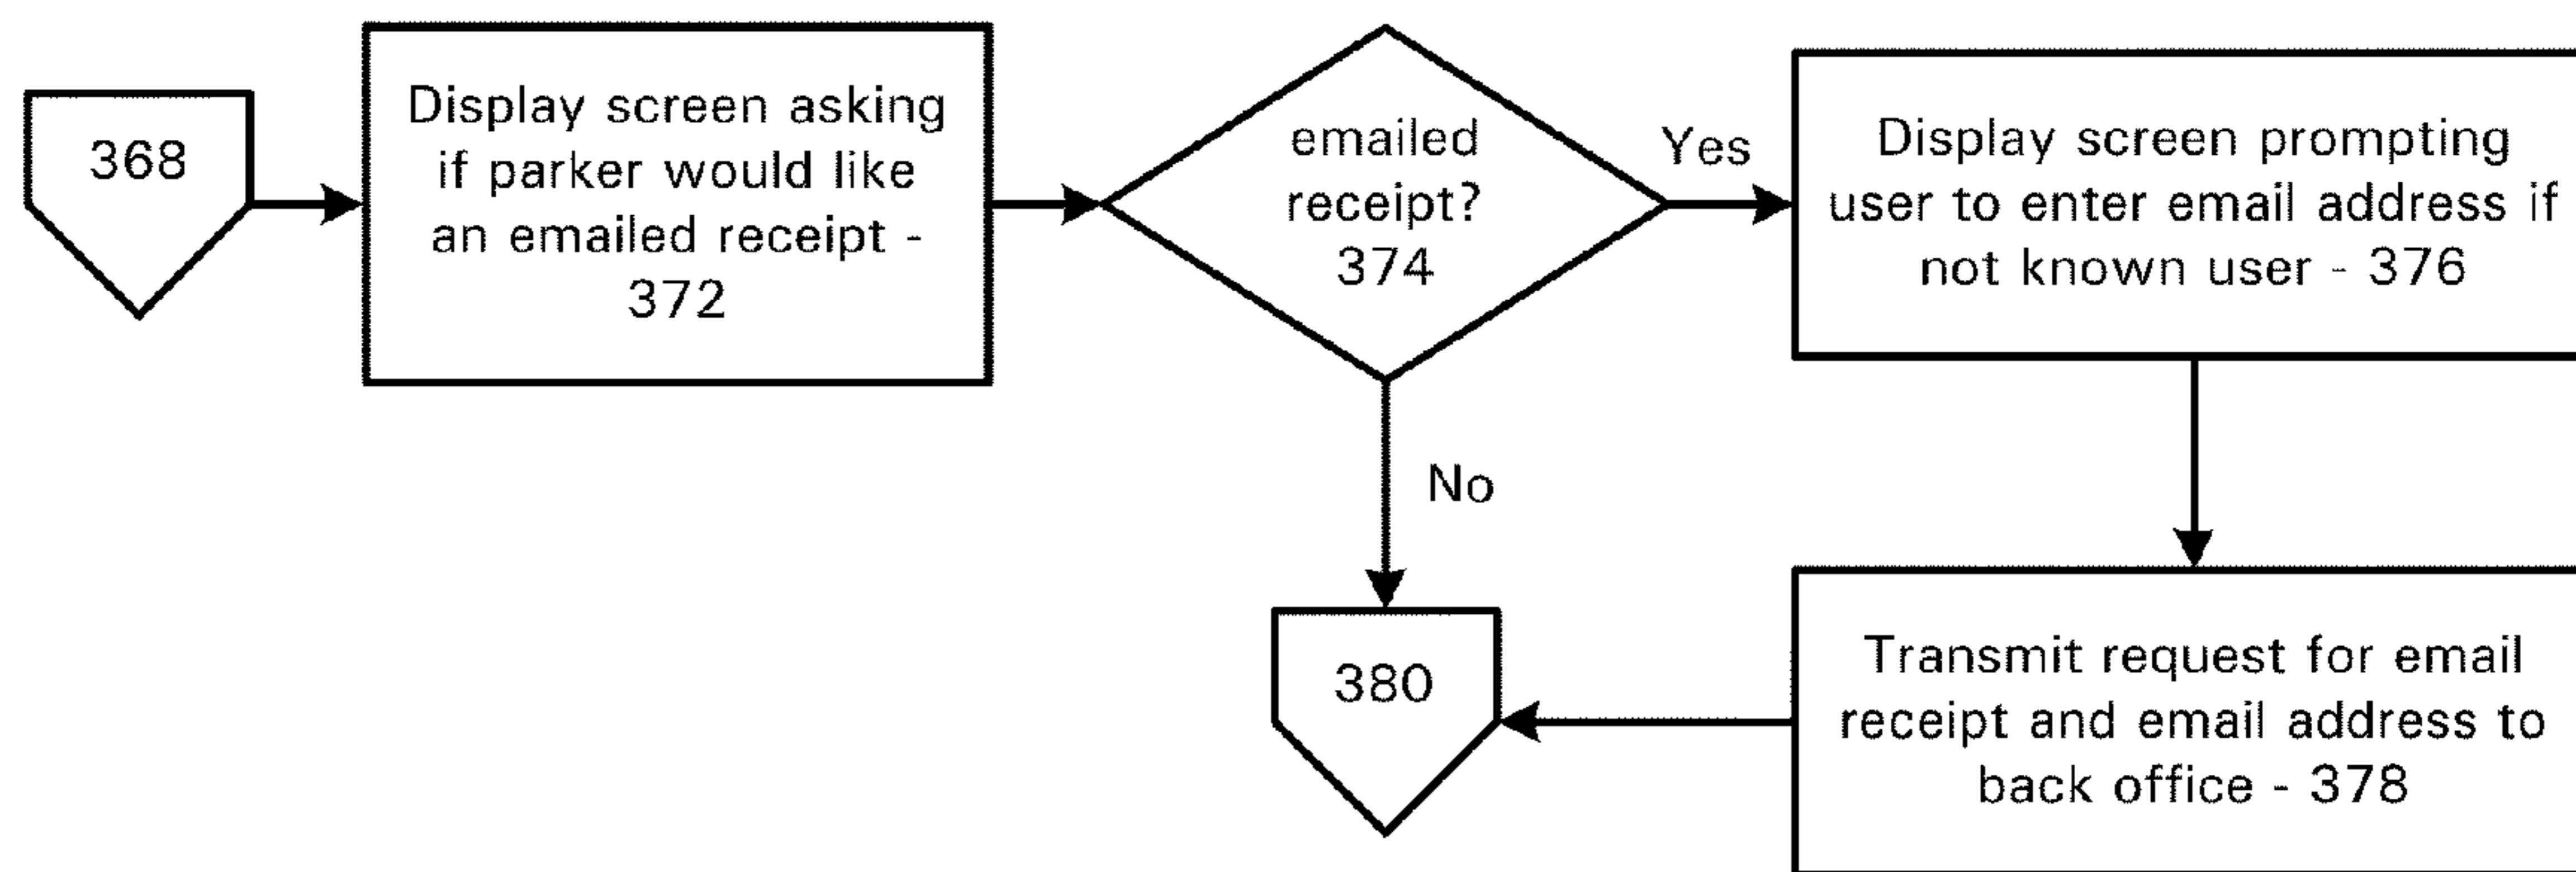 368
Display screen asking
if parker would like
an emailed receipt -
372
emailed
receipt?
374
Yes
Display screen prompting
user to enter email address if
not known user - 376
No
380
Transmit request for email
receipt and email address to
back office - 378